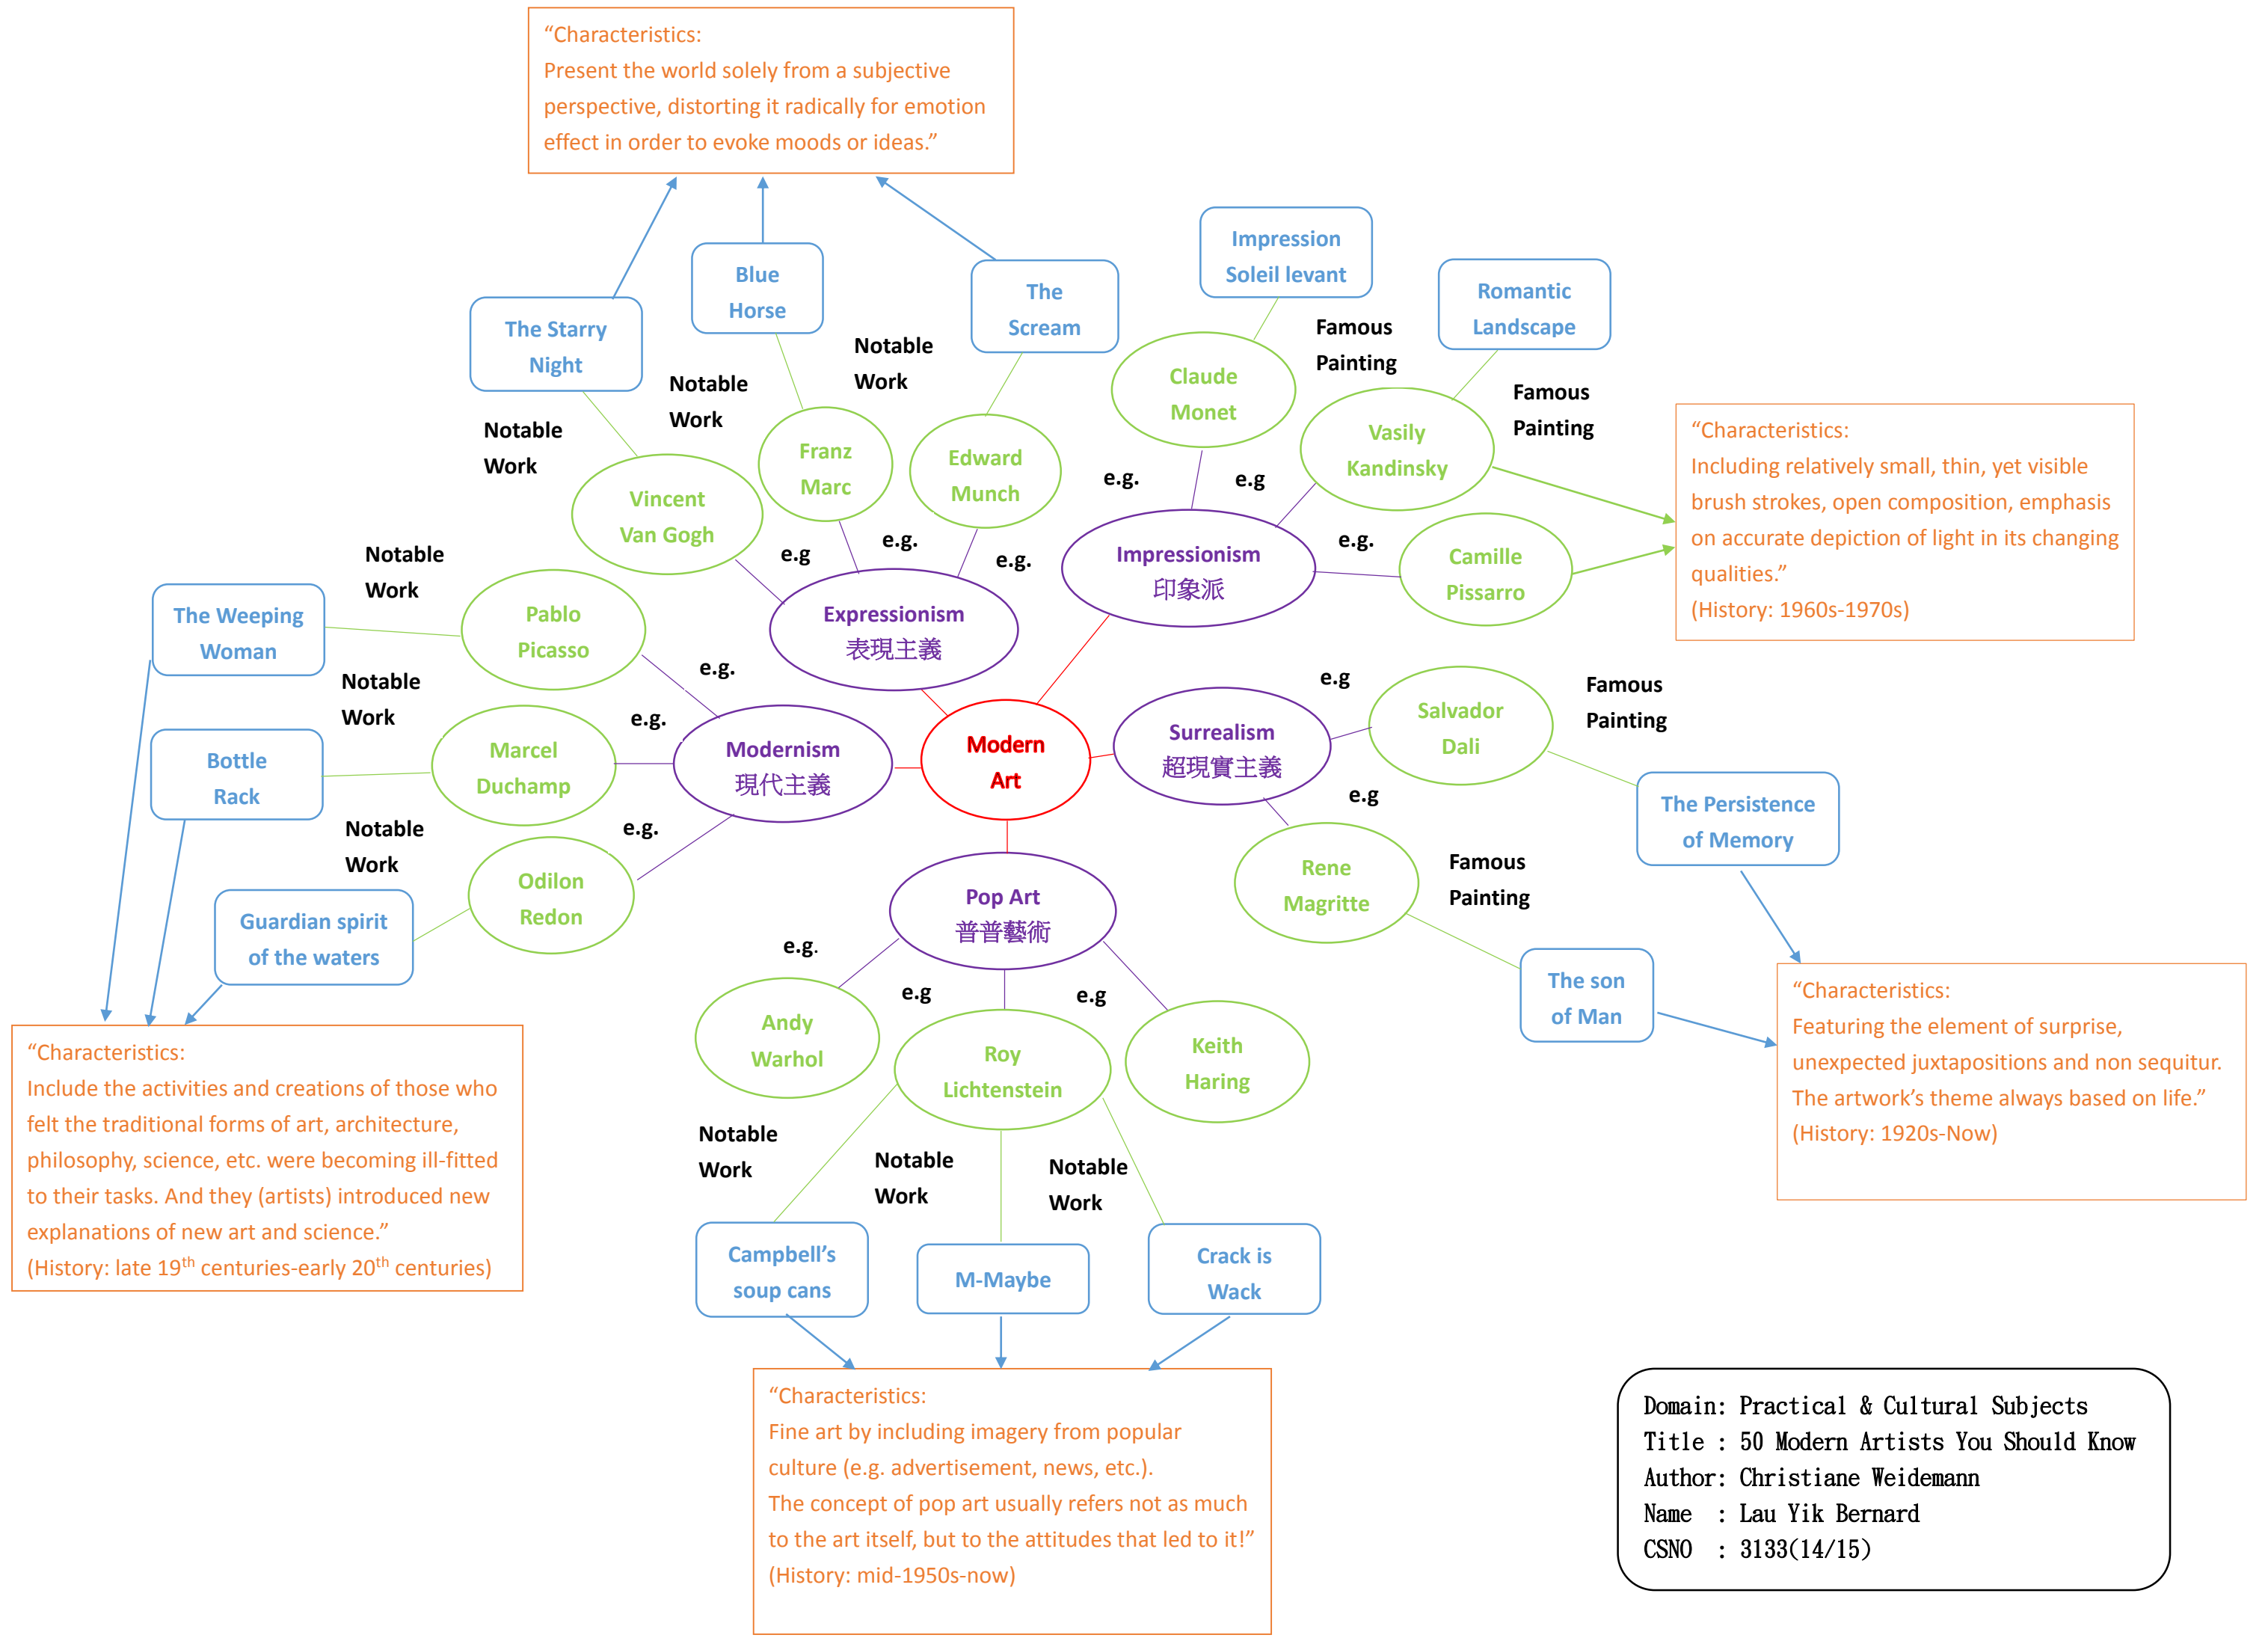 “Characteristics:
Present the world solely from a subjective
perspective, distorting it radically for emotion
effect in order to evoke moods or ideas.”
Impression
Soleil levant
Blue
Horse
The
Scream
Romantic
Landscape
The Starry
Night
Notable
Work
Notable
Work
Notable
Work
Famous
Painting
Famous
Painting
Claude
Monet
Vasily
Kandinsky
Franz
Marc
Edward
Munch
Vincent
Van Gogh
“Characteristics:
Including relatively small, thin, yet visible
brush strokes, open composition, emphasis
on accurate depiction of light in its changing
qualities.”
(History: 1960s-1970s)
e.g.
e.g
e.g.
e.g
e.g.
e.g.
Impressionism
印象派
Camille
Pissarro
Expressionism
表現主義
Notable
Work
The Weeping
Woman
Pablo
Picasso
e.g.
Notable
Work
Bottle
Rack
Marcel
Duchamp
e.g.
Modernism
現代主義
Modern
Art
Surrealism
超現實主義
e.g
Salvador
Dali
Famous
Painting
e.g
The Persistence
of Memory
Notable
Work
e.g.
Odilon
Redon
Guardian spirit
of the waters
Pop Art
普普藝術
Rene
Magritte
Famous
Painting
The son
of Man
e.g.
e.g
e.g
Andy
Warhol
Roy
Lichtenstein
Keith
Haring
“Characteristics:
Featuring the element of surprise,
unexpected juxtapositions and non sequitur.
The artwork’s theme always based on life.”
(History: 1920s-Now)
“Characteristics:
Include the activities and creations of those who
felt the traditional forms of art, architecture,
philosophy, science, etc. were becoming ill-fitted
to their tasks. And they (artists) introduced new
explanations of new art and science.”
(History: late 19th centuries-early 20th centuries)
Notable
Work
Notable
Work
Notable
Work
Campbell’s
soup cans
M-Maybe
Crack is
Wack
“Characteristics:
Fine art by including imagery from popular
culture (e.g. advertisement, news, etc.).
The concept of pop art usually refers not as much
to the art itself, but to the attitudes that led to it!”
(History: mid-1950s-now)
Domain: Practical & Cultural Subjects
Title : 50 Modern Artists You Should Know
Author: Christiane Weidemann
Name : Lau Yik Bernard
CSNO : 3133(14/15)